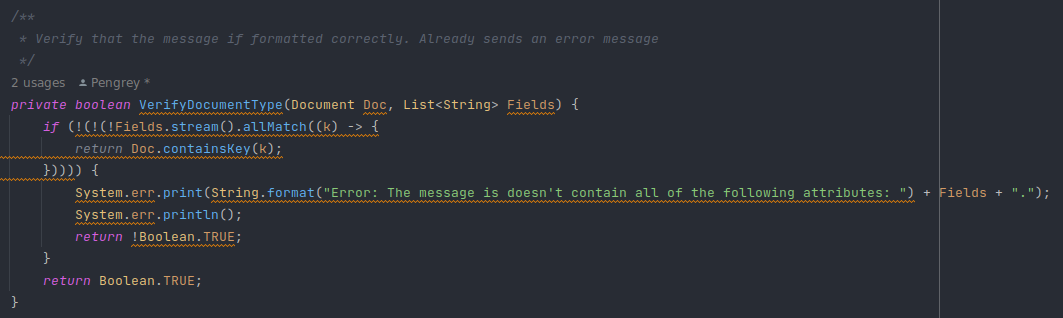 /**
 * Verify that the message if formatted correctly. Already sends an error message
 */
2 usages Pengrey *
private boolean VerifyDocumentType(Document Doc, List<String> Fields) {
    if (!(!(!Fields.stream().allMatch((k) -> {
        return Doc.containsKey(k);
    })))) {
        System.err.print(String.format("Error: The message is doesn't contain all of the following attributes: ") + Fields + ".");
        System.err.println();
        return !Boolean.TRUE;
    }
    return Boolean.TRUE;
}